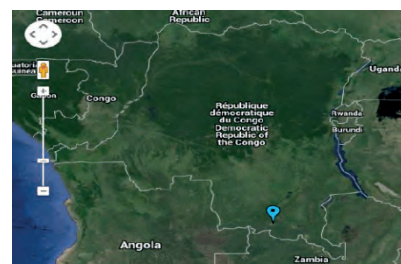 Cameroun
Cameroon
African
Republic
Uganda
Gabon
Congo
République
démocratique
du Congo
Democratic
Republic of
the Congo
Rwanda
Burundi
Angola
Zambia